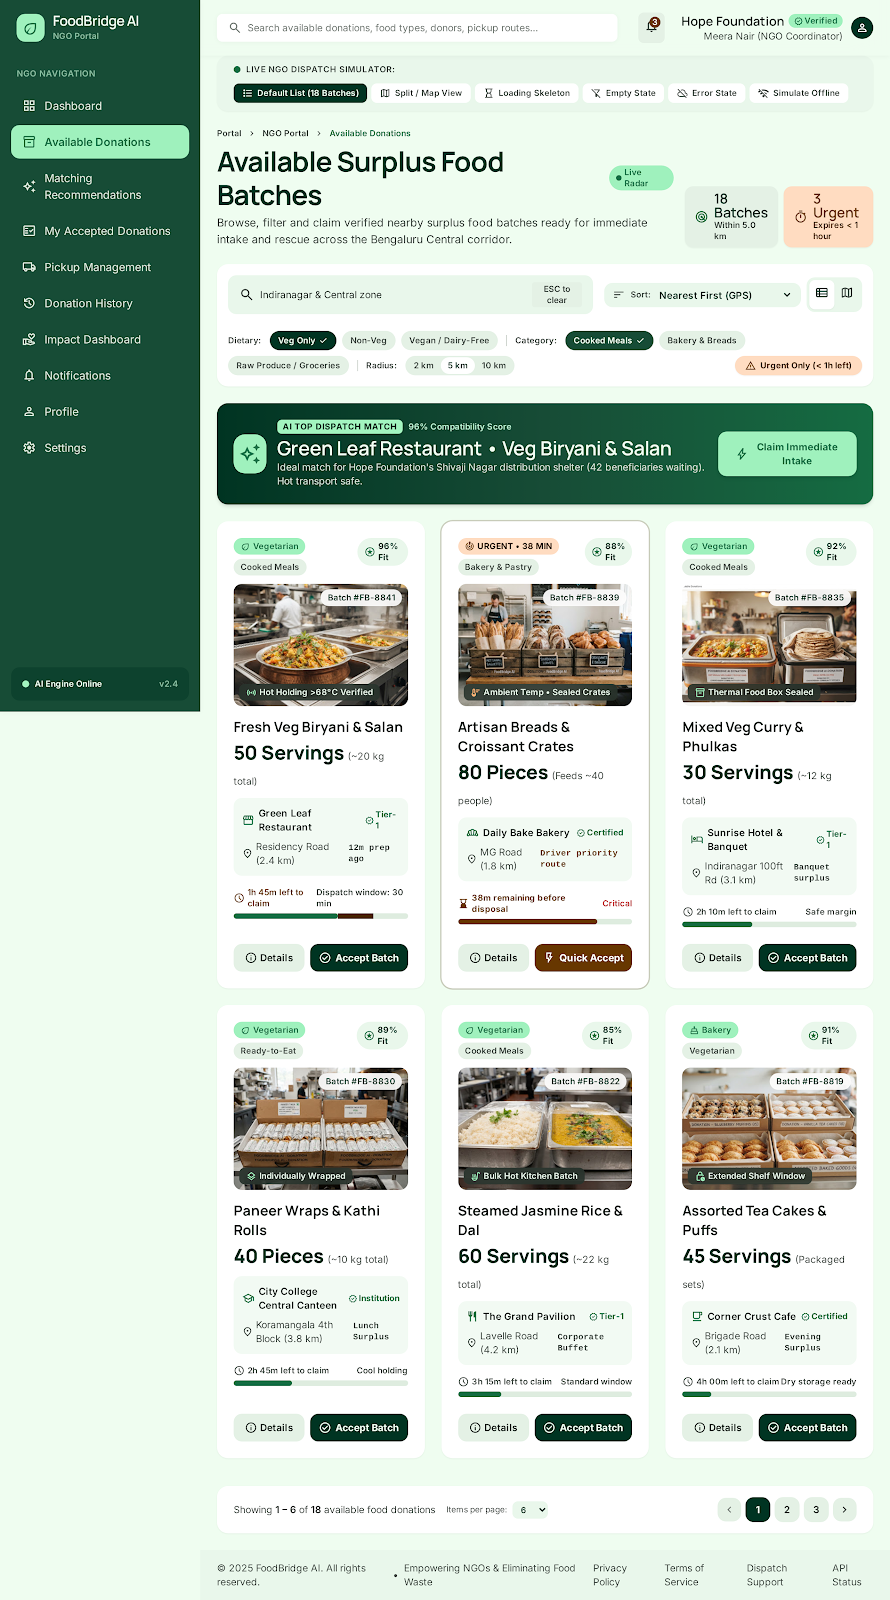 FoodBridge AI
NGO Portal
NGO NAVIGATION
Dashboard
Available Donations
Matching
Recommendations
My Accepted Donations
Pickup Management
Donation History
Impact Dashboard
Notifications
Profile
Settings
AI Engine Online v2.4
Search available donations, food types, donors, pickup routes...
3
Hope Foundation Verified
Meera Nair (NGO Coordinator)
LIVE NGO DISPATCH SIMULATOR:
Default List (18 Batches) Split / Map View Loading Skeleton Empty State Error State Simulate Offline
Portal > NGO Portal > Available Donations
Available Surplus Food
Batches
Live
Radar
Browse, filter and claim verified nearby surplus food batches ready for immediate
intake and rescue across the Bengaluru Central corridor.
18
Batches
Within 5.0
km
3
Urgent
Expires < 1
hour
Indiranagar & Central zone
ESC to
clear
Sort: Nearest First (GPS)
Dietary: Veg Only ✓ Non-Veg Vegan / Dairy-Free Category: Cooked Meals ✓ Bakery & Breads
Raw Produce / Groceries Radius: 2 km 5 km 10 km Urgent Only (< 1h left)
AI TOP DISPATCH MATCH 96% Compatibility Score
Green Leaf Restaurant • Veg Biryani & Salan
Ideal match for Hope Foundation's Shivaji Nagar distribution shelter (42 beneficiaries waiting).
Hot transport safe.
Claim Immediate
Intake
Vegetarian
Cooked Meals
96%
Fit
Batch #FB-8841
Hot Holding >68°C Verified
Fresh Veg Biryani & Salan
50 Servings (~20 kg
total)
Green Leaf
Restaurant
Tier-
1
Residency Road
(2.4 km)
12m prep
ago
1h 45m left to
claim
Dispatch window: 30
min
Details Accept Batch
URGENT • 38 MIN
Bakery & Pastry
88%
Fit
Batch #FB-8839
Ambient Temp • Sealed Crates
Artisan Breads &
Croissant Crates
80 Pieces (Feeds ~40
people)
Daily Bake Bakery Certified
MG Road
(1.8 km)
Driver priority
route
38m remaining before
disposal
Critical
Details Quick Accept
Vegetarian
Cooked Meals
92%
Fit
Batch #FB-8835
Thermal Food Box Sealed
Mixed Veg Curry &
Phulkas
30 Servings (~12 kg
total)
Sunrise Hotel &
Banquet
Tier-
1
Indiranagar 100ft
Rd (3.1 km)
Banquet
surplus
2h 10m left to claim Safe margin
Details Accept Batch
Vegetarian
Ready-to-Eat
89%
Fit
Batch #FB-8830
Individually Wrapped
Paneer Wraps & Kathi
Rolls
40 Pieces (~10 kg total)
City College
Central Canteen
Institution
Koramangala 4th
Block (3.8 km)
Lunch
Surplus
2h 45m left to claim Cool holding
Details Accept Batch
Vegetarian
Cooked Meals
85%
Fit
Batch #FB-8822
Bulk Hot Kitchen Batch
Steamed Jasmine Rice &
Dal
60 Servings (~22 kg
total)
The Grand Pavilion Tier-1
Lavelle Road
(4.2 km)
Corporate
Buffet
3h 15m left to claim Standard window
Details Accept Batch
Bakery
Vegetarian
91%
Fit
Batch #FB-8819
Extended Shelf Window
Assorted Tea Cakes &
Puffs
45 Servings (Packaged
sets)
Corner Crust Cafe Certified
Brigade Road
(2.1 km)
Evening
Surplus
4h 00m left to claim Dry storage ready
Details Accept Batch
Showing 1 – 6 of 18 available food donations Items per page: 6
1 2 3
© 2025 FoodBridge AI. All rights
reserved.
•
Empowering NGOs & Eliminating Food
Waste
Privacy
Policy
Terms of
Service
Dispatch
Support
API
Status